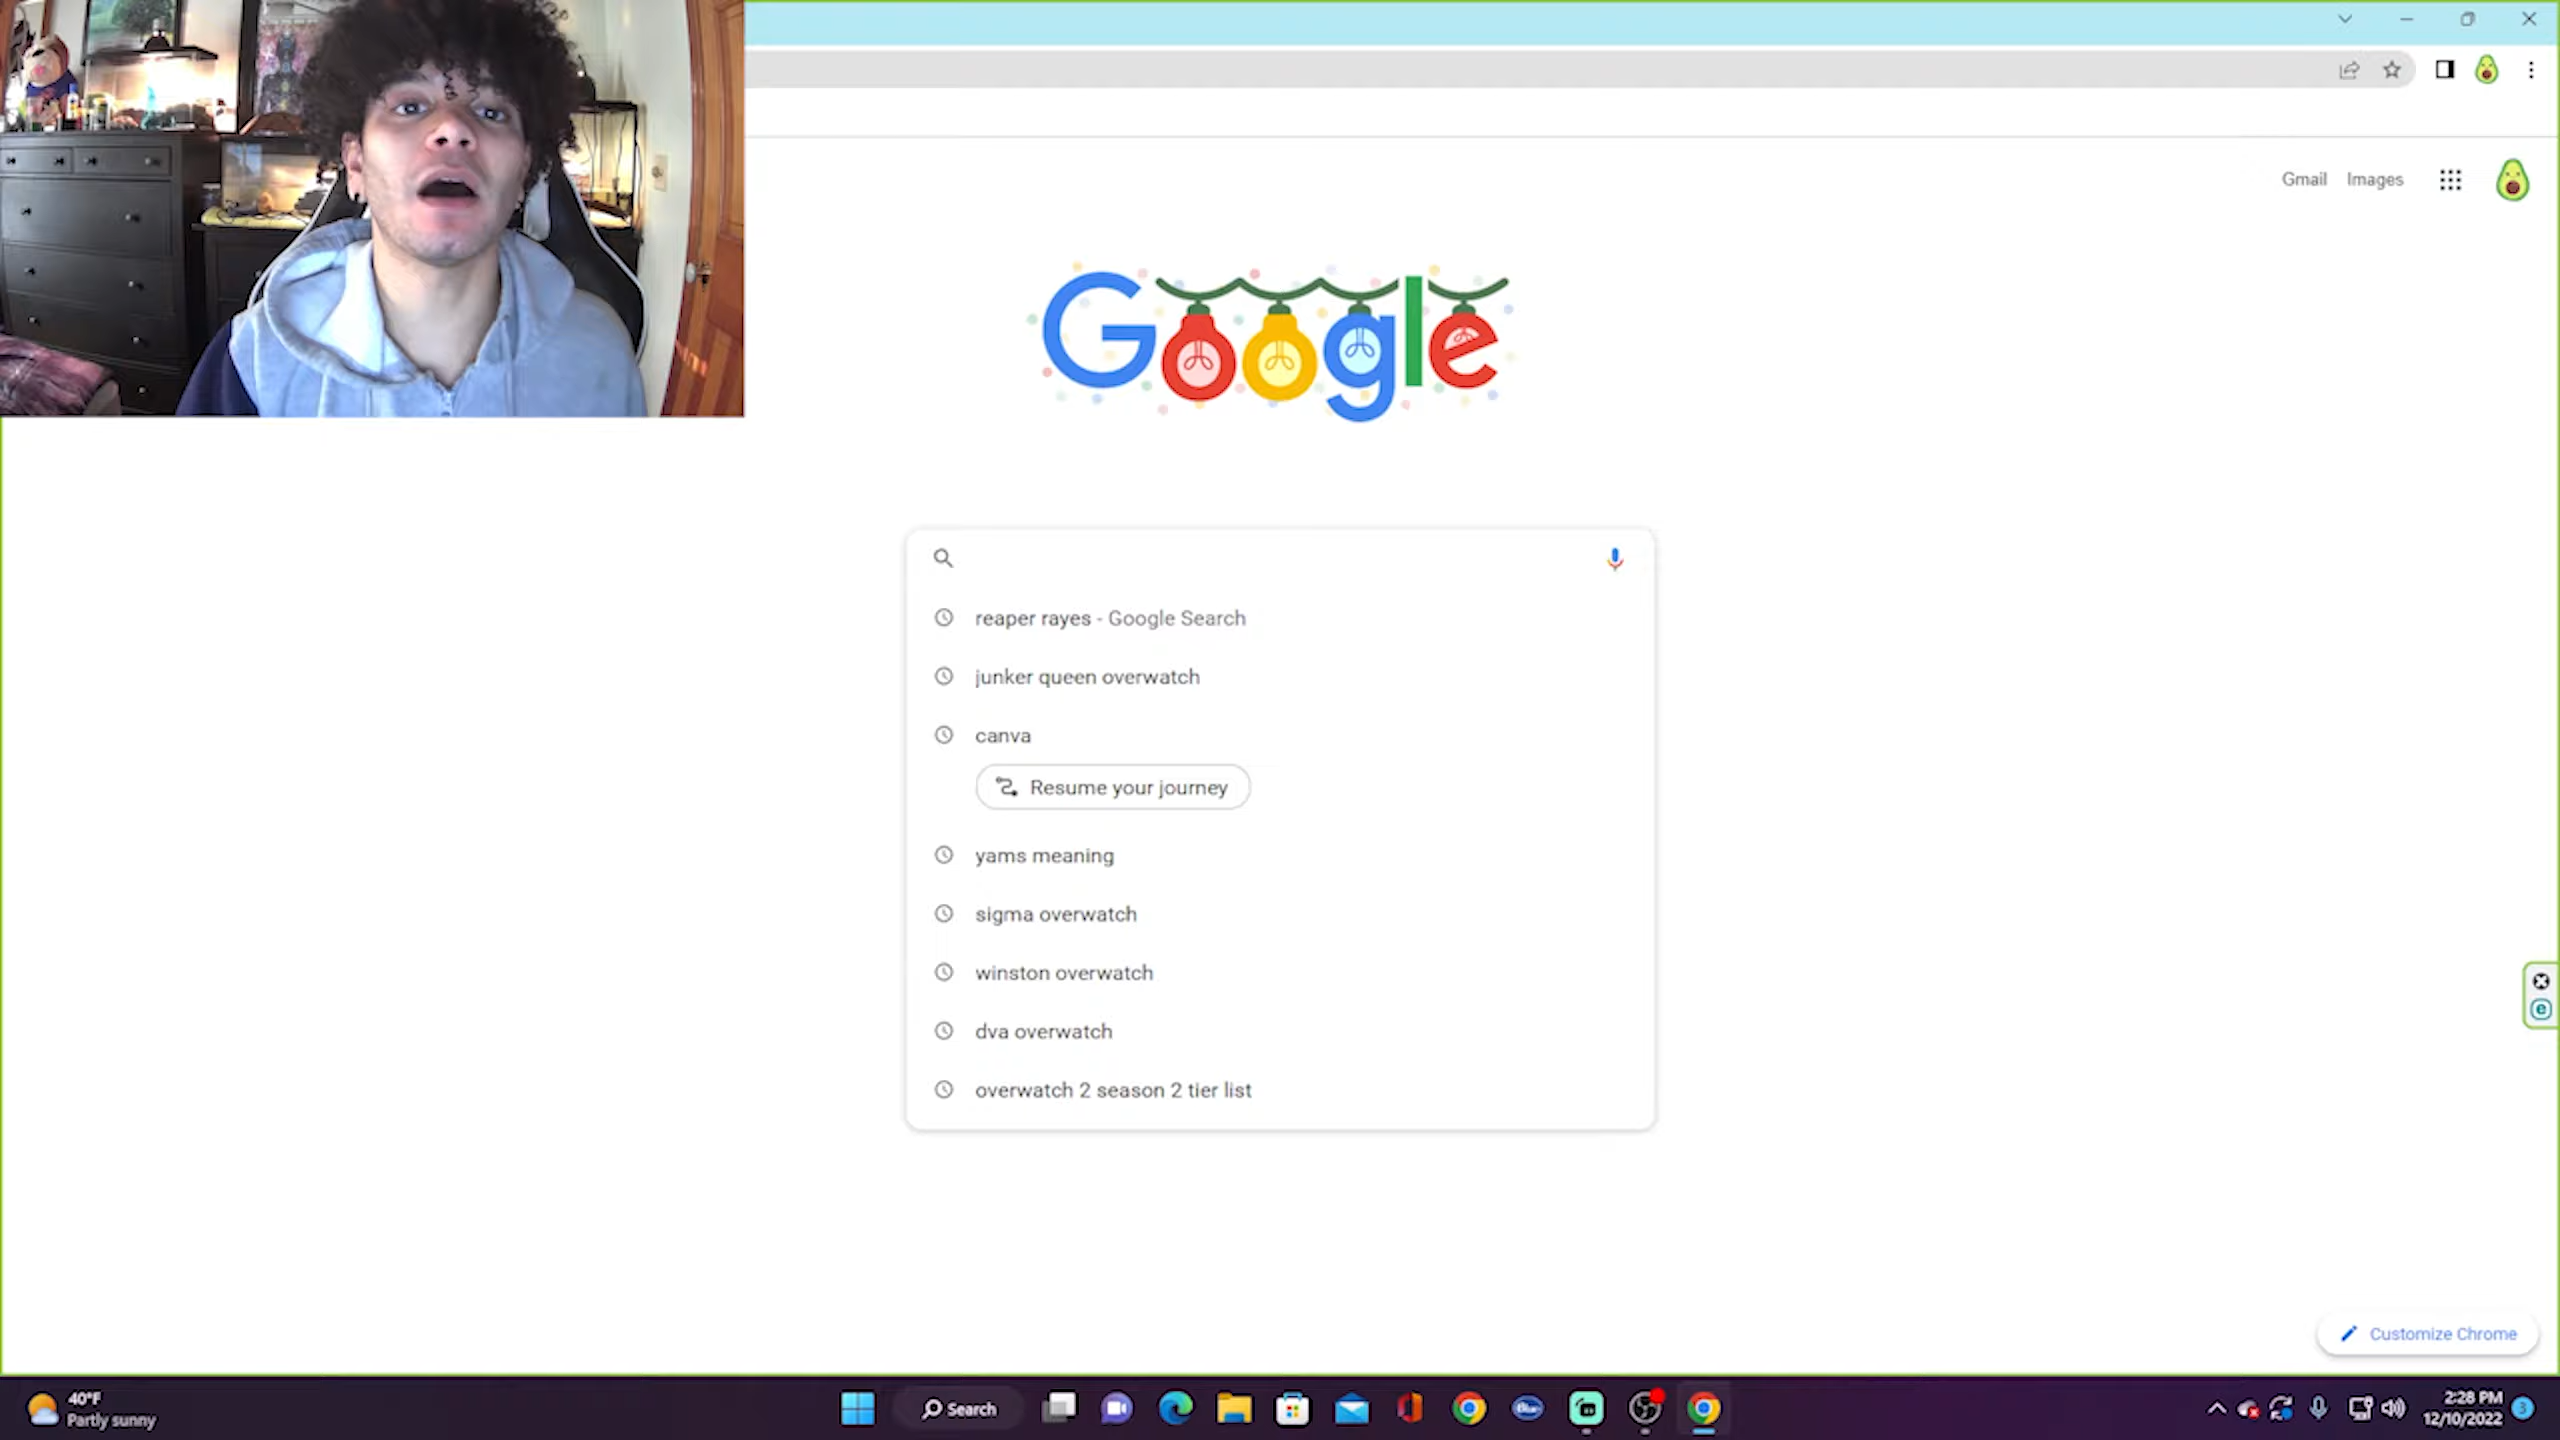 Gmail Images
Google
reaper rayes - Google Search
junker queen overwatch
canva
Resume your journey
yams meaning
sigma overwatch
winston overwatch
dva overwatch
overwatch 2 season 2 tier list
Customize Chrome
40°F
Partly sunny
Search
2:28 PM
12/10/2022
3